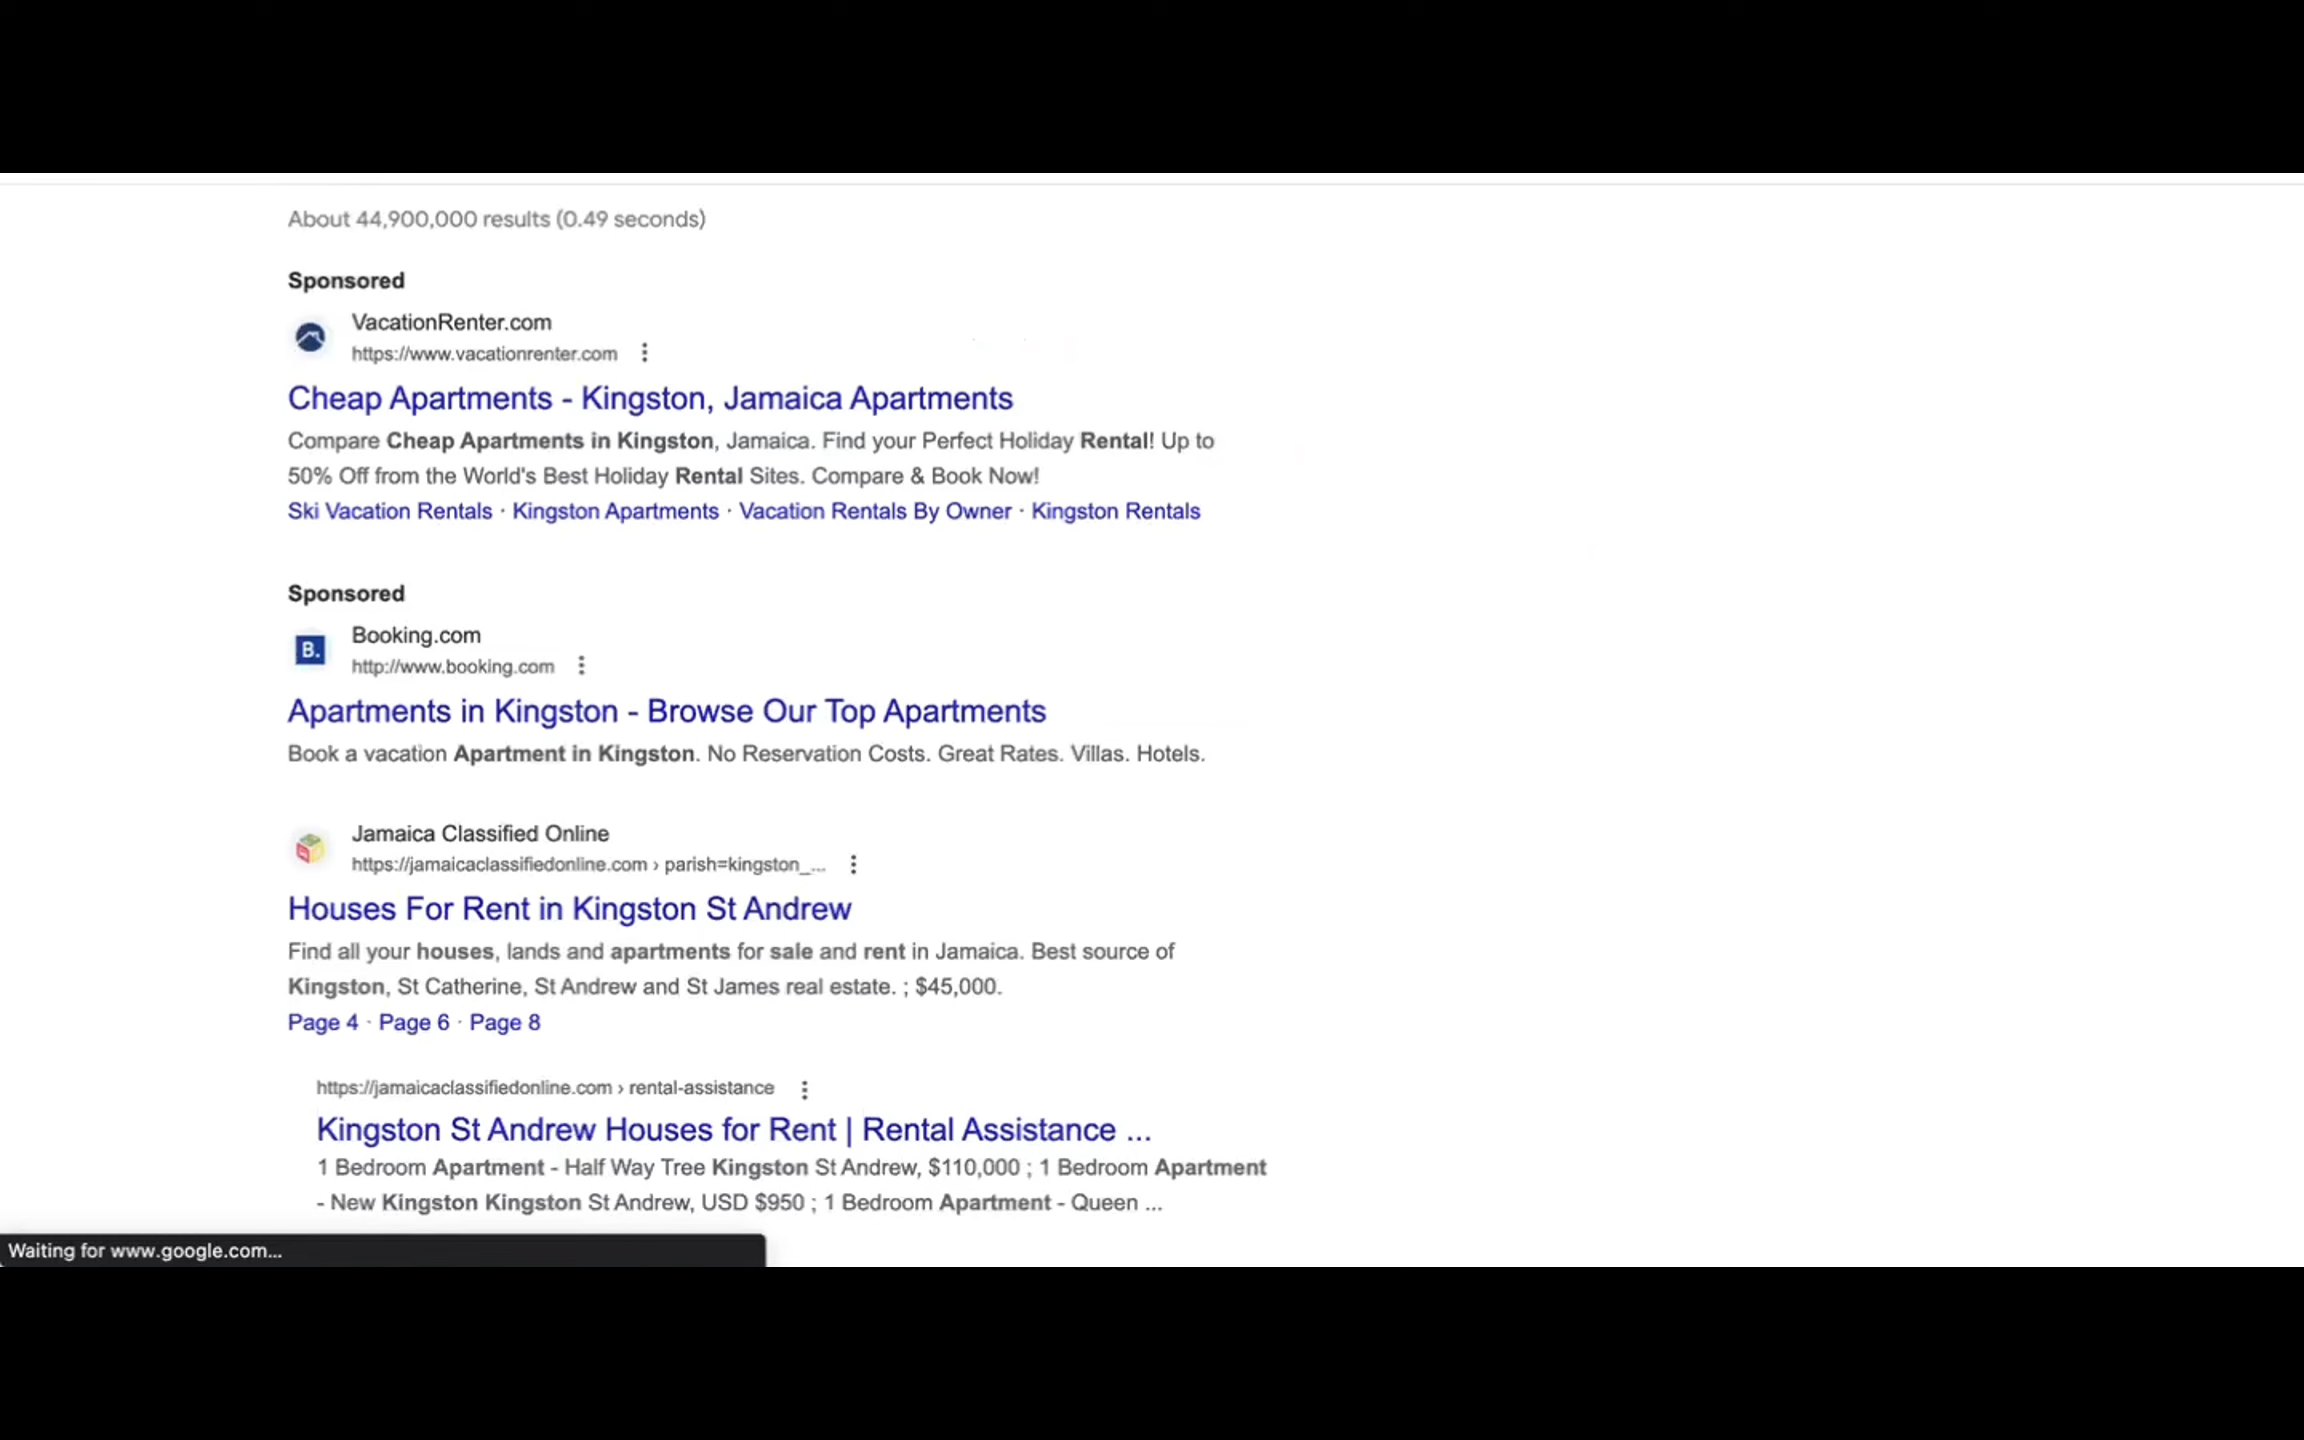 About 44,900,000 results (0.49 seconds)
Sponsored
VacationRenter.com
https://www.vacationrenter.com
Cheap Apartments - Kingston, Jamaica Apartments
Compare Cheap Apartments in Kingston, Jamaica. Find your Perfect Holiday Rental! Up to
50% Off from the World's Best Holiday Rental Sites. Compare & Book Now!
Ski Vacation Rentals · Kingston Apartments · Vacation Rentals By Owner · Kingston Rentals
Sponsored
B.
Booking.com
http://www.booking.com
Apartments in Kingston - Browse Our Top Apartments
Book a vacation Apartment in Kingston. No Reservation Costs. Great Rates. Villas. Hotels.
Jamaica Classified Online
https://jamaicaclassifiedonline.com › parish=kingston_...
Houses For Rent in Kingston St Andrew
Find all your houses, lands and apartments for sale and rent in Jamaica. Best source of
Kingston, St Catherine, St Andrew and St James real estate. ; $45,000.
Page 4 · Page 6 · Page 8
https://jamaicaclassifiedonline.com › rental-assistance
Kingston St Andrew Houses for Rent | Rental Assistance ...
1 Bedroom Apartment - Half Way Tree Kingston St Andrew, $110,000 ; 1 Bedroom Apartment
- New Kingston Kingston St Andrew, USD $950 ; 1 Bedroom Apartment - Queen ...
Waiting for www.google.com...